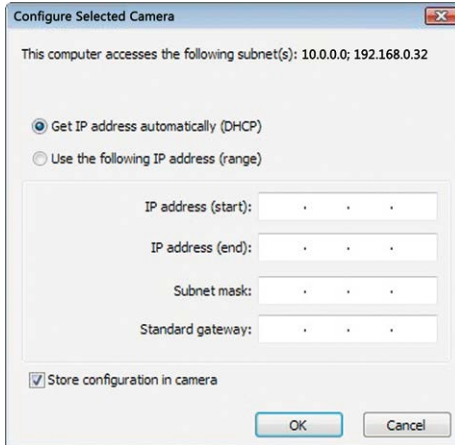 Configure Selected Camera
This computer accesses the following subnet(s): 10.0.0.0; 192.168.0.32
Get IP address automatically (DHCP)
Use the following IP address (range)
IP address (start):
IP address (end):
Subnet mask:
Standard gateway:
Store configuration in camera
OK Cancel